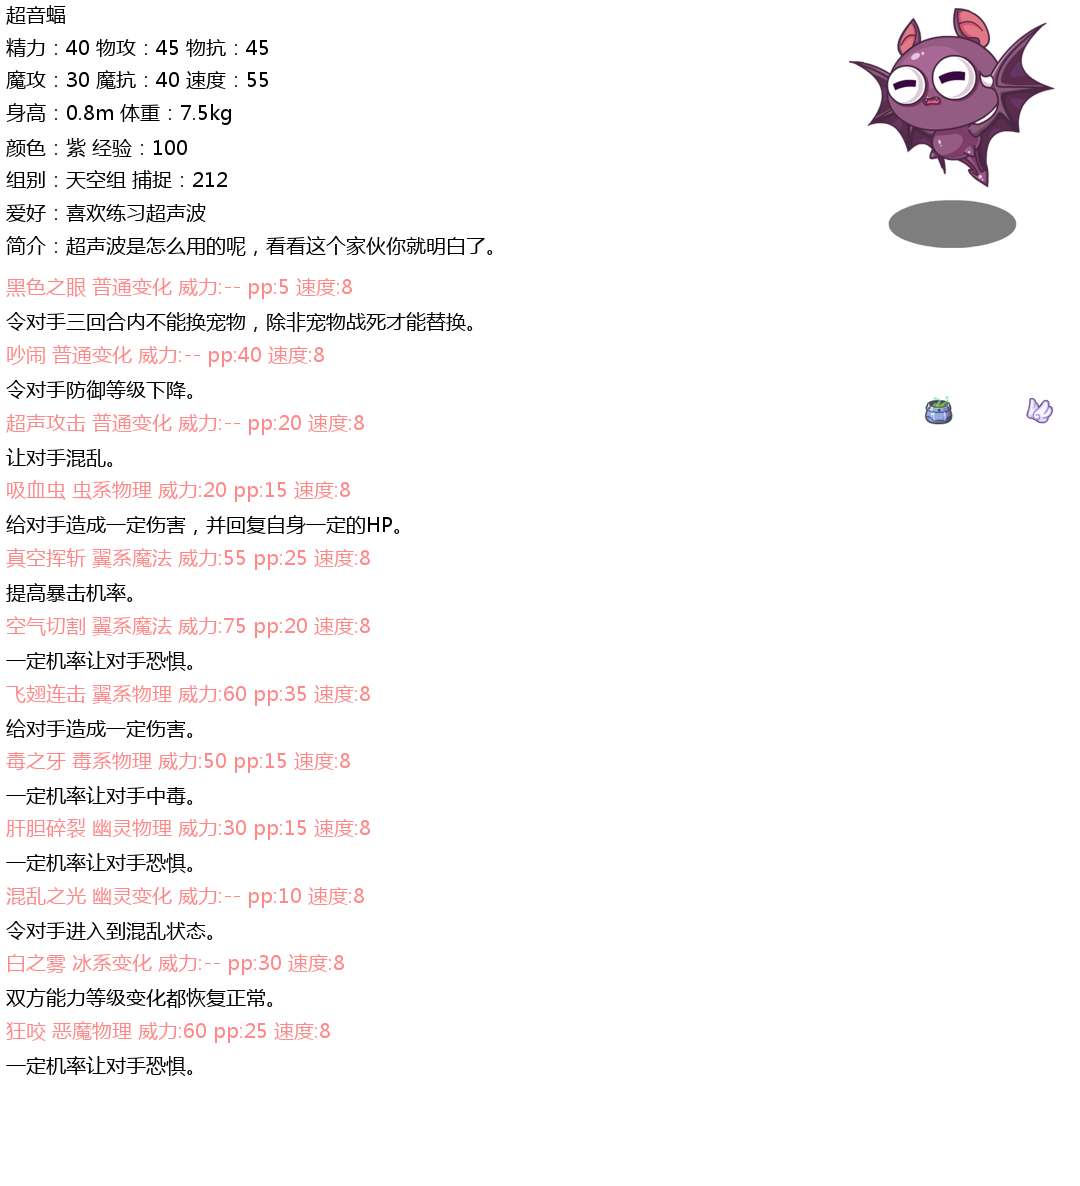 超音蝠
精力：40 物攻：45 物抗：45
魔攻：30 魔抗：40 速度：55
身高：0.8m 体重：7.5kg
颜色：紫 经验：100
组别：天空组 捕捉：212
爱好：喜欢练习超声波
简介：超声波是怎么用的呢，看看这个家伙你就明白了。
黑色之眼 普通变化 威力:-- pp:5 速度:8
令对手三回合内不能换宠物，除非宠物战死才能替换。
吵闹 普通变化 威力:-- pp:40 速度:8
令对手防御等级下降。
超声攻击 普通变化 威力:-- pp:20 速度:8
让对手混乱。
吸血虫 虫系物理 威力:20 pp:15 速度:8
给对手造成一定伤害，并回复自身一定的HP。
真空挥斩 翼系魔法 威力:55 pp:25 速度:8
提高暴击机率。
空气切割 翼系魔法 威力:75 pp:20 速度:8
一定机率让对手恐惧。
飞翅连击 翼系物理 威力:60 pp:35 速度:8
给对手造成一定伤害。
毒之牙 毒系物理 威力:50 pp:15 速度:8
一定机率让对手中毒。
肝胆碎裂 幽灵物理 威力:30 pp:15 速度:8
一定机率让对手恐惧。
混乱之光 幽灵变化 威力:-- pp:10 速度:8
令对手进入到混乱状态。
白之雾 冰系变化 威力:-- pp:30 速度:8
双方能力等级变化都恢复正常。
狂咬 恶魔物理 威力:60 pp:25 速度:8
一定机率让对手恐惧。